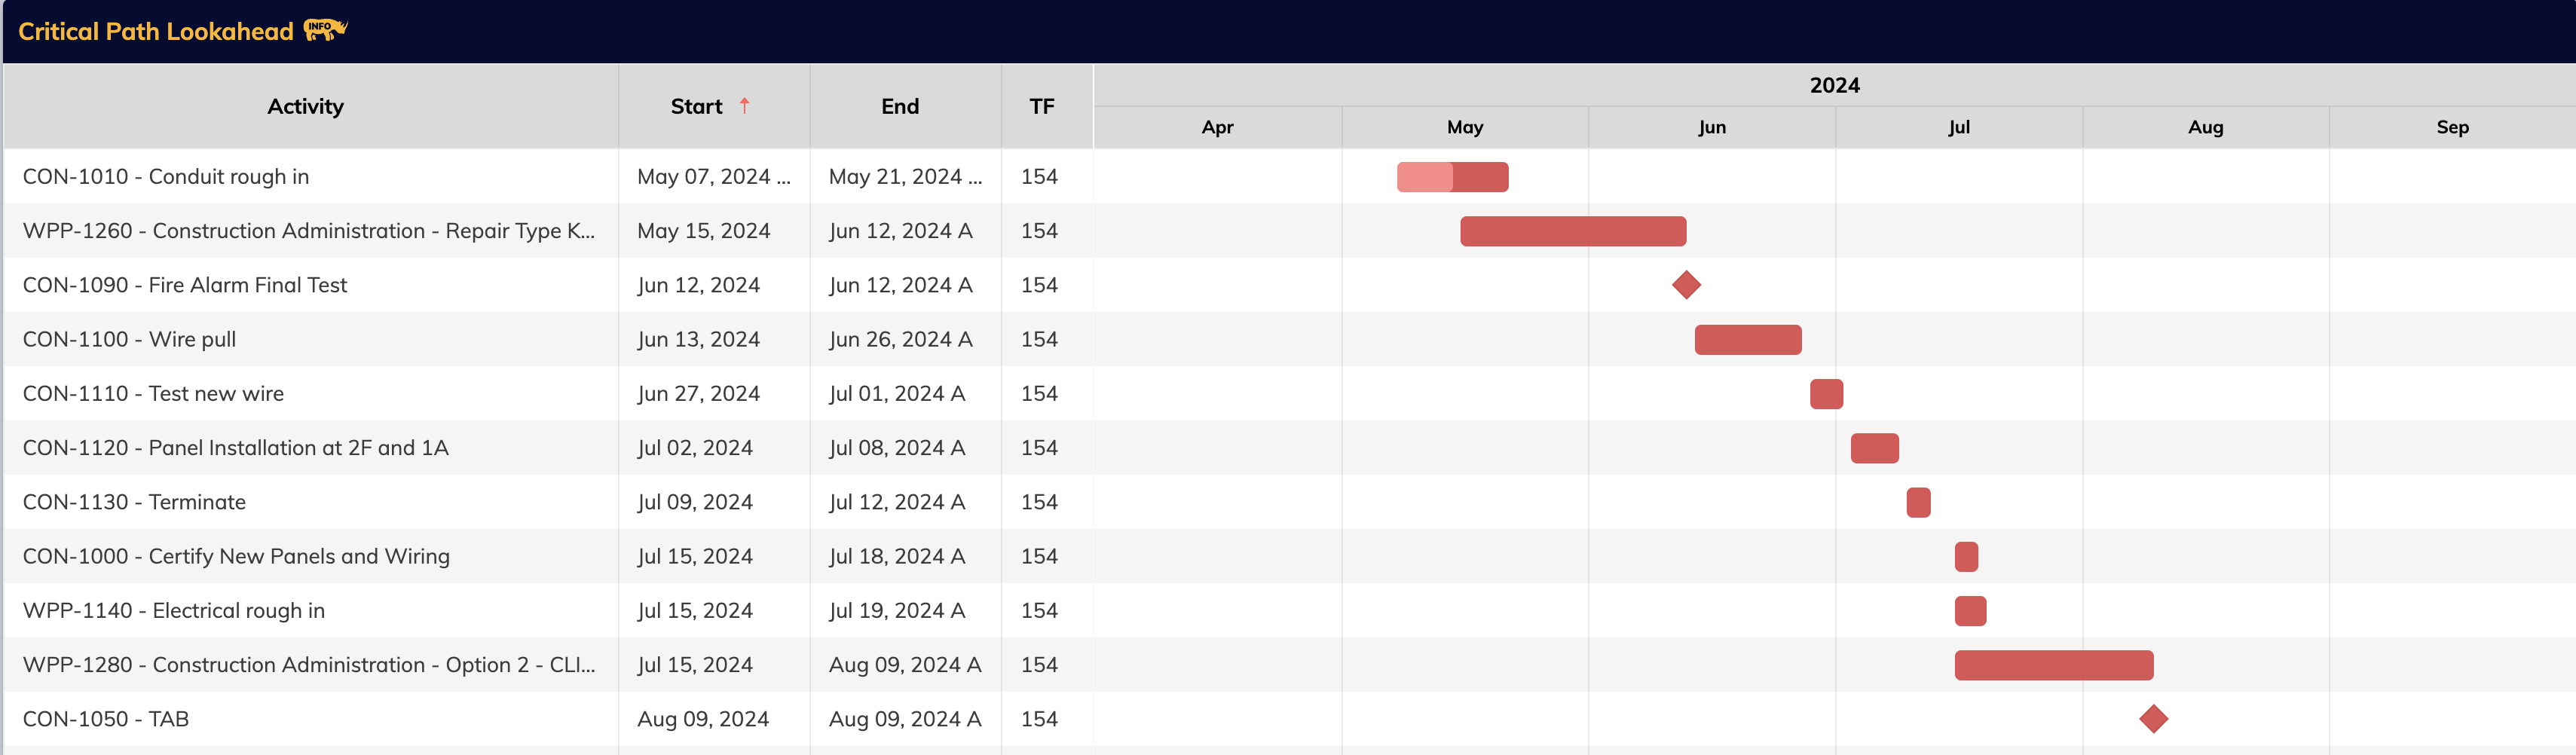 Critical Path Lookahead INFO
Activity Start ↑ End TF 2024
Apr May Jun Jul Aug Sep
CON-1010 - Conduit rough in May 07, 2024 ... May 21, 2024 ... 154
WPP-1260 - Construction Administration - Repair Type K... May 15, 2024 Jun 12, 2024 A 154
CON-1090 - Fire Alarm Final Test Jun 12, 2024 Jun 12, 2024 A 154
CON-1100 - Wire pull Jun 13, 2024 Jun 26, 2024 A 154
CON-1110 - Test new wire Jun 27, 2024 Jul 01, 2024 A 154
CON-1120 - Panel Installation at 2F and 1A Jul 02, 2024 Jul 08, 2024 A 154
CON-1130 - Terminate Jul 09, 2024 Jul 12, 2024 A 154
CON-1000 - Certify New Panels and Wiring Jul 15, 2024 Jul 18, 2024 A 154
WPP-1140 - Electrical rough in Jul 15, 2024 Jul 19, 2024 A 154
WPP-1280 - Construction Administration - Option 2 - CLI... Jul 15, 2024 Aug 09, 2024 A 154
CON-1050 - TAB Aug 09, 2024 Aug 09, 2024 A 154